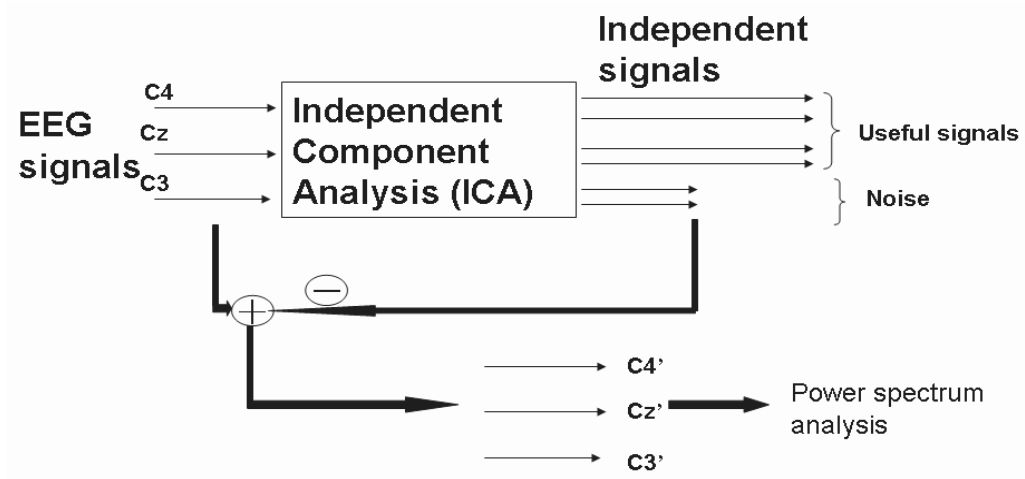 Independent
signals
C4
EEG
signals
Cz
C3
Independent
Component
Analysis (ICA)
Useful signals
Noise
−
+
C4’
Cz’
C3’
Power spectrum
analysis